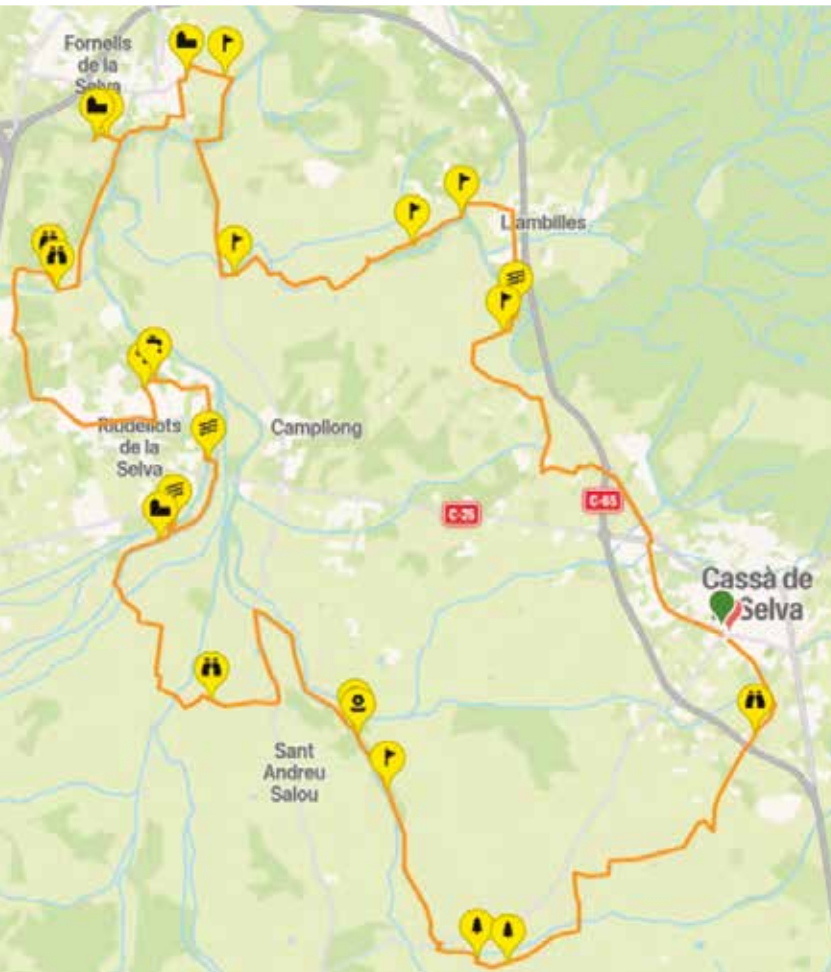 Fornells
de la
Selva
Llambilles
Riudellots
de la
Selva
Campllong
C-25
C-65
Cassà de
Selva
Sant
Andreu
Salou